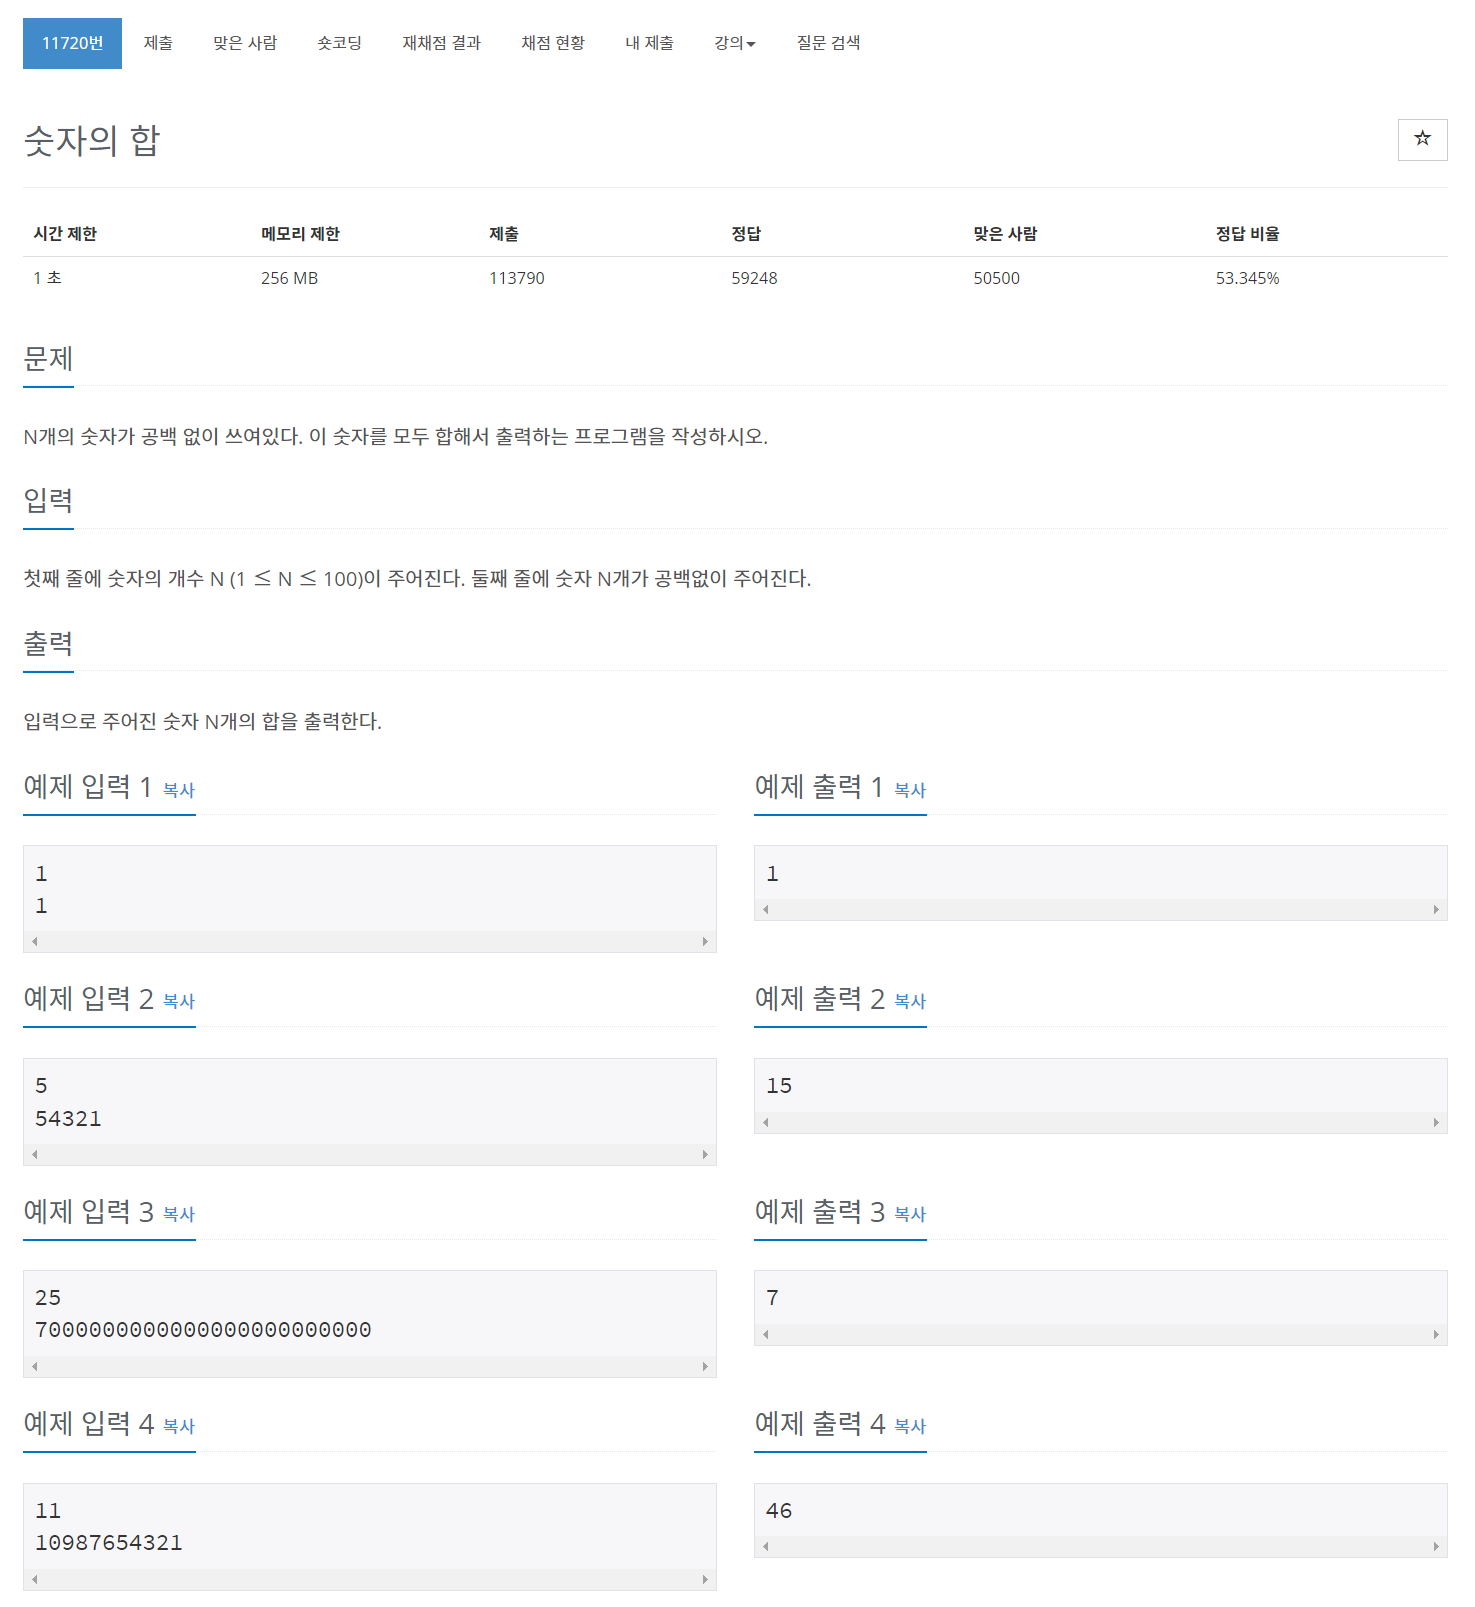 11720번 제출 맞은 사람 숏코딩 재채점 결과 채점 현황 내 제출 강의 질문 검색
숫자의 합
시간 제한 메모리 제한 제출 정답 맞은 사람 정답 비율
1 초 256 MB 113790 59248 50500 53.345%
문제
N개의 숫자가 공백 없이 쓰여있다. 이 숫자를 모두 합해서 출력하는 프로그램을 작성하시오.
입력
첫째 줄에 숫자의 개수 N (1 ≤ N ≤ 100)이 주어진다. 둘째 줄에 숫자 N개가 공백없이 주어진다.
출력
입력으로 주어진 숫자 N개의 합을 출력한다.
예제 입력 1 복사
1
1
예제 출력 1 복사
1
예제 입력 2 복사
5
54321
예제 출력 2 복사
15
예제 입력 3 복사
25
7000000000000000000000000
예제 출력 3 복사
7
예제 입력 4 복사
11
10987654321
예제 출력 4 복사
46